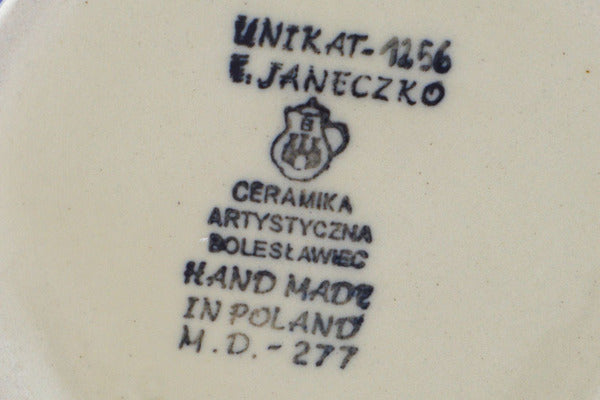 UNIKAT-1256
E. JANECZKO
B
CERAMIKA
ARTYSTYCZNA
BOLESŁAWIEC
HAND MADE
IN POLAND
M.D.-277